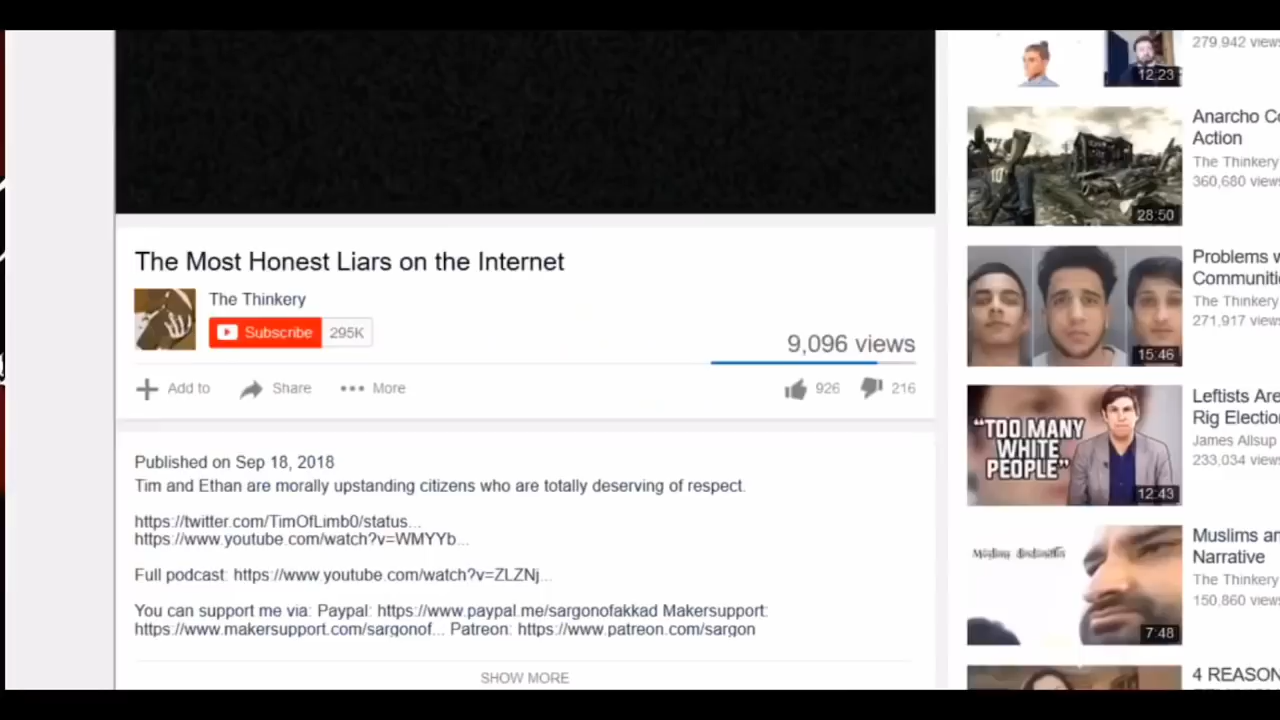 The Most Honest Liars on the Internet
The Thinkery
Subscribe 295K
9,096 views
Add to Share More 926 216
Published on Sep 18, 2018
Tim and Ethan are morally upstanding citizens who are totally deserving of respect.
https://twitter.com/TimOfLimb0/status...
https://www.youtube.com/watch?v=WMYYb...
Full podcast: https://www.youtube.com/watch?v=ZLZNj...
You can support me via: Paypal: https://www.paypal.me/sargonofakkad Makersupport:
https://www.makersupport.com/sargonof... Patreon: https://www.patreon.com/sargon
SHOW MORE
279,942 views
12:23
Anarcho Co
Action
The Thinkery
360,680 views
28:50
Problems w
Communitie
The Thinkery
271,917 views
15:46
Leftists Are
Rig Election
James Allsup
233,034 views
"TOO MANY
WHITE
PEOPLE"
12:43
Muslims an
Narrative
The Thinkery
150,860 views
7:48
4 REASON